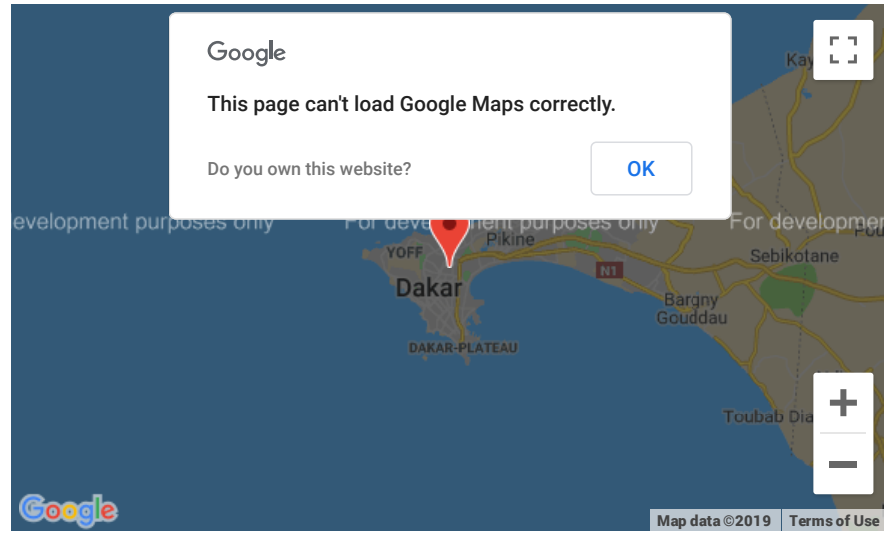 Google
This page can't load Google Maps correctly.
Do you own this website?
OK
evelopment purposes only
For development purposes only
For developmen
YOFF
Pikine
N1
Sebikotane
Dakar
Bargny
Gouddau
DAKAR-PLATEAU
Toubab Dia
Google
Map data ©2019
Terms of Use